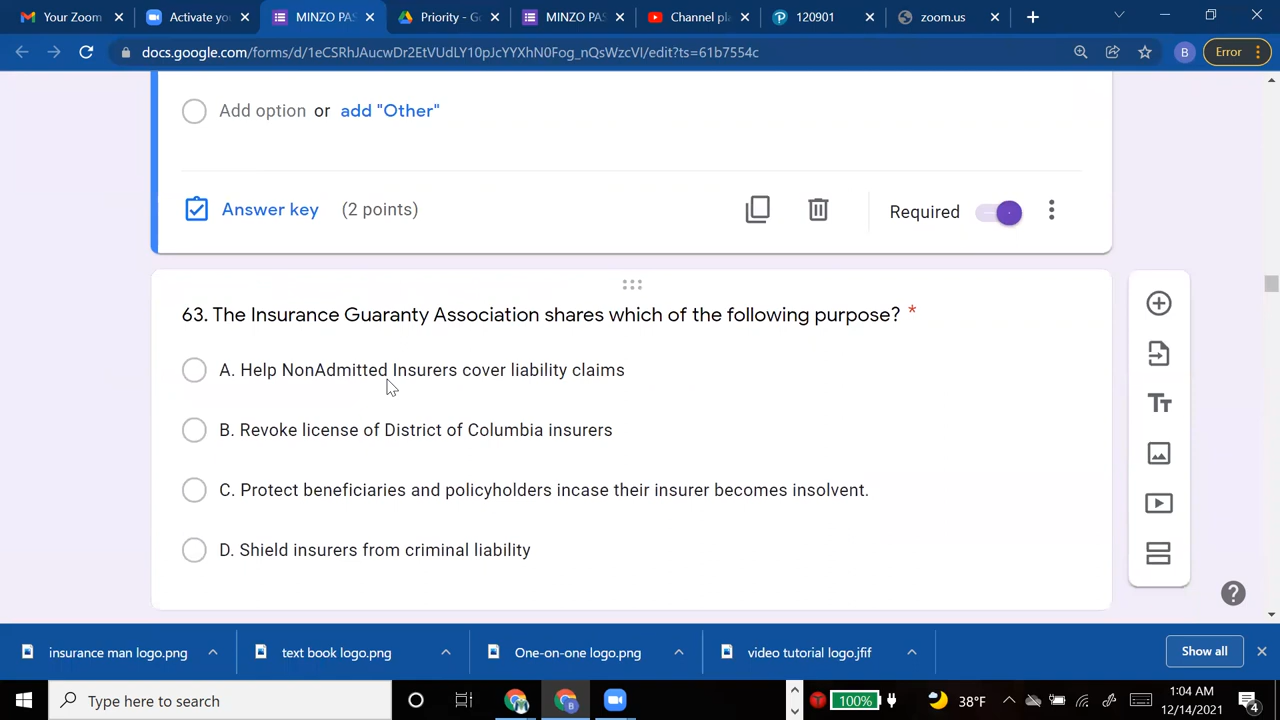 Your Zoom
Activate you
MINZO PAS
Priority - Go
MINZO PAS
Channel pla
120901
zoom.us
docs.google.com/forms/d/1eCSRhJAucwDr2EtVUdLY10pJcYYXhN0Fog_nQsWzcVI/edit?ts=61b7554c
B
Error
Add option or add "Other"
Answer key (2 points)
Required
63. The Insurance Guaranty Association shares which of the following purpose? *
A. Help NonAdmitted Insurers cover liability claims
B. Revoke license of District of Columbia insurers
C. Protect beneficiaries and policyholders incase their insurer becomes insolvent.
D. Shield insurers from criminal liability
insurance man logo.png
text book logo.png
One-on-one logo.png
video tutorial logo.jfif
Show all
Type here to search
100%
38°F
1:04 AM
12/14/2021
4